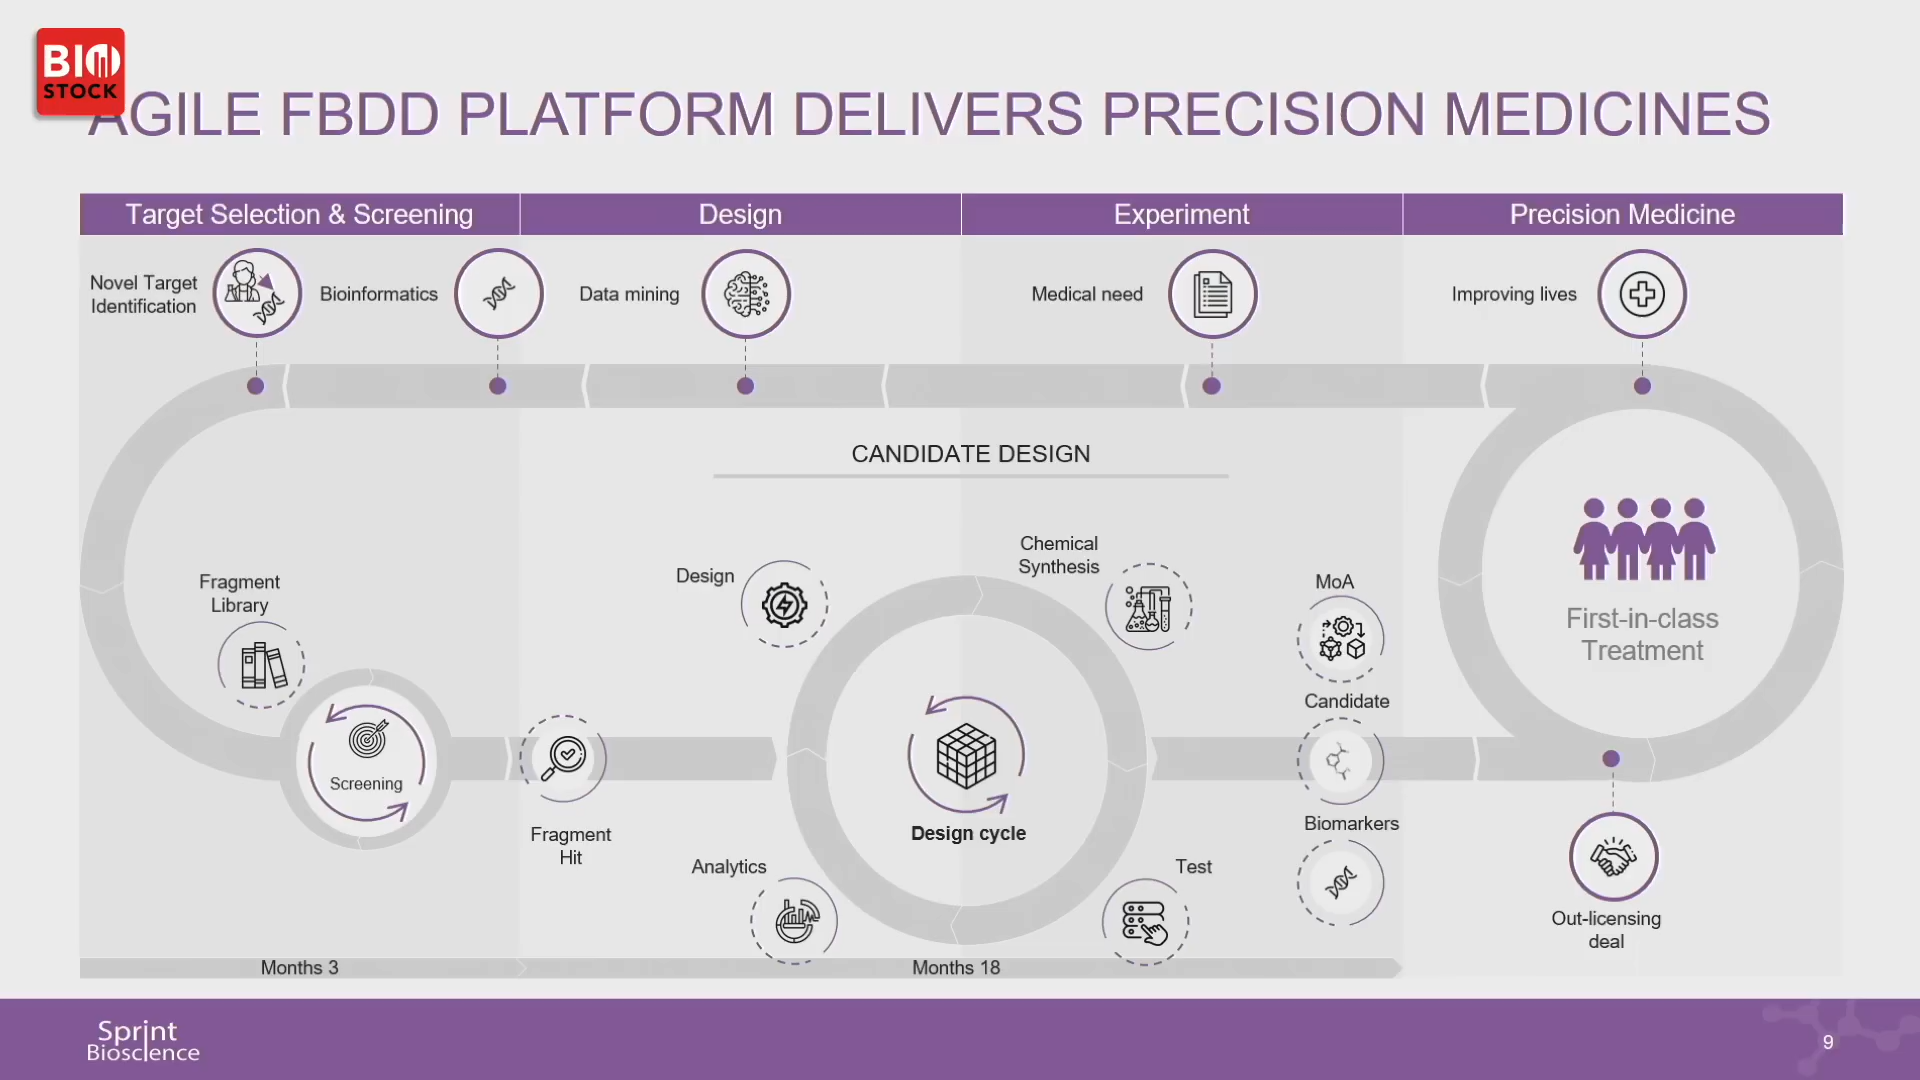 BIO
STOCK
AGILE FBDD PLATFORM DELIVERS PRECISION MEDICINES
Target Selection & Screening
Design
Experiment
Precision Medicine
Novel Target
Identification
Bioinformatics
Data mining
Medical need
Improving lives
CANDIDATE DESIGN
Fragment
Library
Screening
Fragment
Hit
Design
Chemical
Synthesis
Design cycle
Analytics
Test
MoA
Candidate
Biomarkers
First-in-class
Treatment
Out-licensing
deal
Months 3
Months 18
Sprint
Bioscience
9